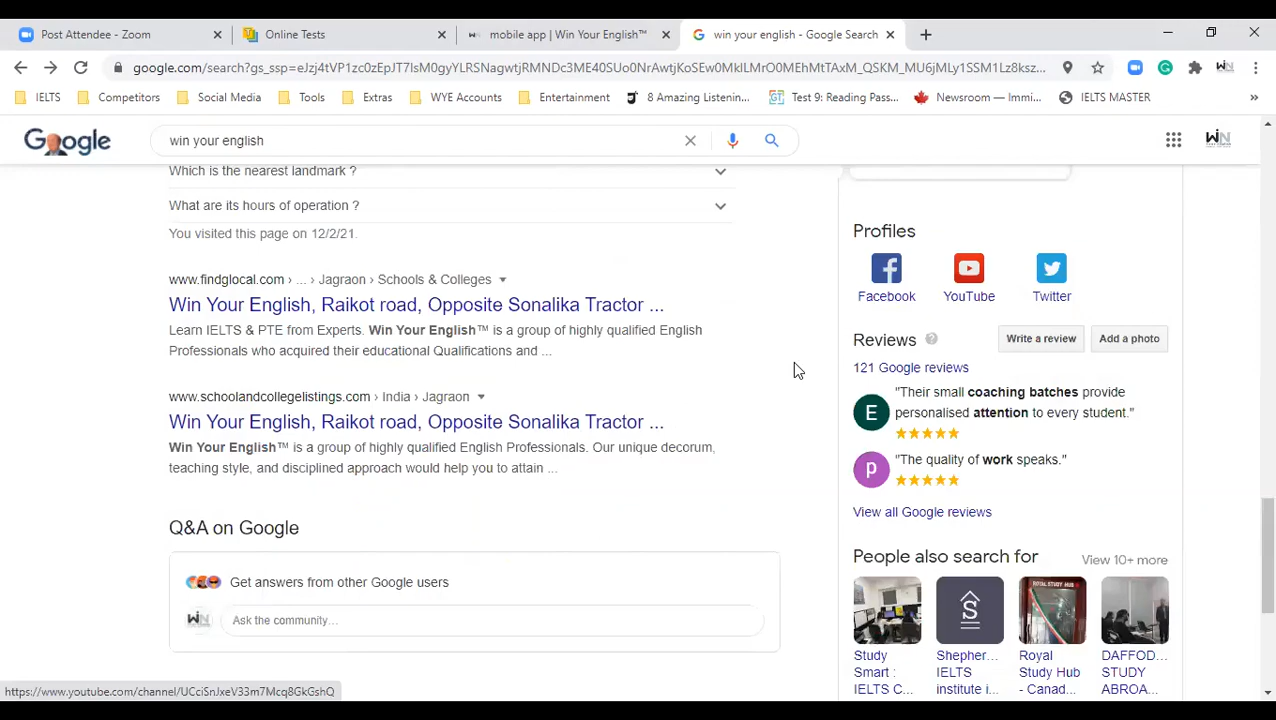 Post Attendee - Zoom
Online Tests
mobile app | Win Your English™
win your english - Google Search
google.com/search?gs_ssp=eJzj4tVP1zc0zEpJT7IsM0gyYLRSNagwtjRMNDc3ME40SUo0NrAwtjKoSEw0MklLMrO0MEhMtTAxM_OSKM_MU6jMLy1SSM1Lz8ksz...
IELTS
Competitors
Social Media
Tools
Extras
WYE Accounts
Entertainment
8 Amazing Listenin...
Test 9: Reading Pass...
Newsroom — Immi...
IELTS MASTER
»
Google
win your english
WIN
Which is the nearest landmark ?
What are its hours of operation ?
You visited this page on 12/2/21.
www.findglocal.com › ... › Jagraon › Schools & Colleges
Win Your English, Raikot road, Opposite Sonalika Tractor ...
Learn IELTS & PTE from Experts. Win Your English™ is a group of highly qualified English
Professionals who acquired their educational Qualifications and ...
www.schoolandcollegelistings.com › India › Jagraon
Win Your English, Raikot road, Opposite Sonalika Tractor ...
Win Your English™ is a group of highly qualified English Professionals. Our unique decorum,
teaching style, and disciplined approach would help you to attain ...
Q&A on Google
Get answers from other Google users
WIN
Ask the community...
https://www.youtube.com/channel/UCciSnJxeV33m7Mcq8GkGshQ
Profiles
Facebook
YouTube
Twitter
Reviews
Write a review
Add a photo
121 Google reviews
E
"Their small coaching batches provide
personalised attention to every student."
p
"The quality of work speaks."
View all Google reviews
People also search for
View 10+ more
S
ROYAL STUDY HUB
Study
Smart :
IELTS C...
Shepher...
IELTS
institute i...
Royal
Study Hub
- Canad...
DAFFOD...
STUDY
ABROA...